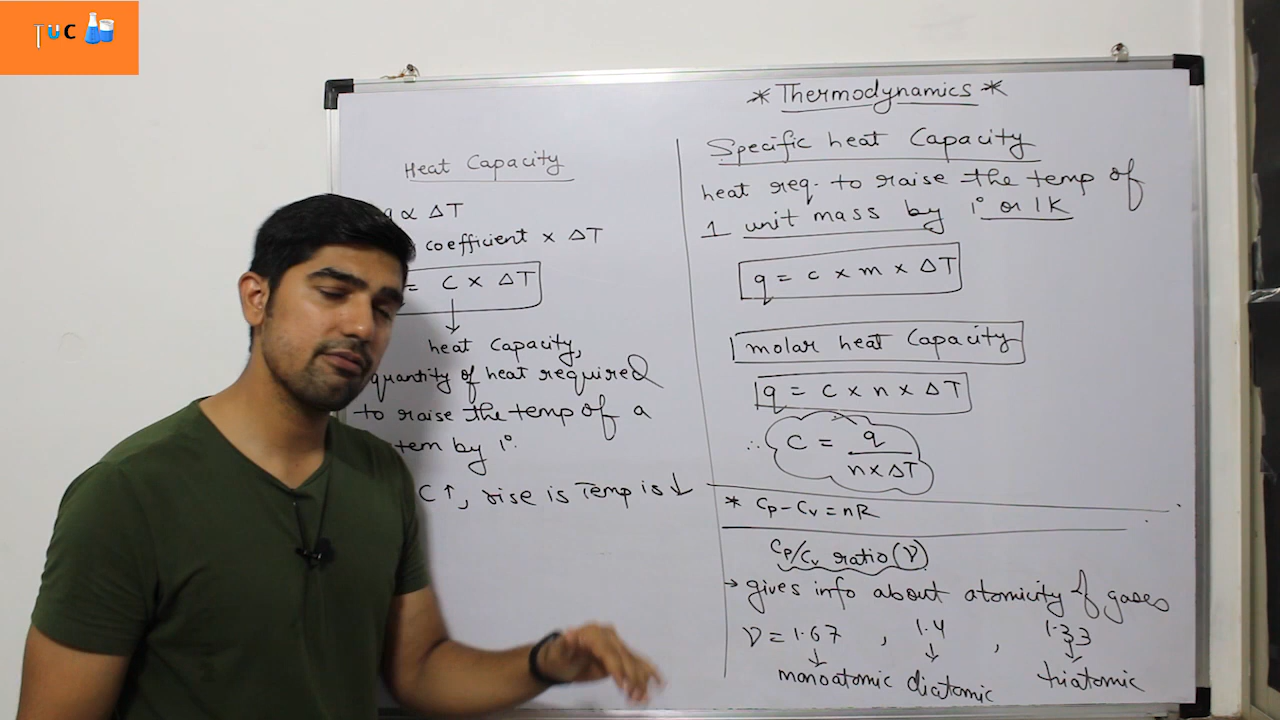 TUC
* Thermodynamics *
Heat Capacity
q ∝ ΔT
coefficient × ΔT
= C × ΔT
heat Capacity,
quantity of heat required
to raise the temp of a
tem by 1°.
C↑, rise is Temp is ↓
Specific heat Capacity
heat req. to raise the temp of
1 unit mass by 1° or 1K
q = c × m × ΔT
molar heat Capacity
q = C × n × ΔT
∴ C = q
n × ΔT
* Cp - Cv = nR
Cp/Cv ratio (γ)
→ gives info about atomicity of gases
γ = 1.67 , 1.4 , 1.33
monoatomic diatomic triatomic